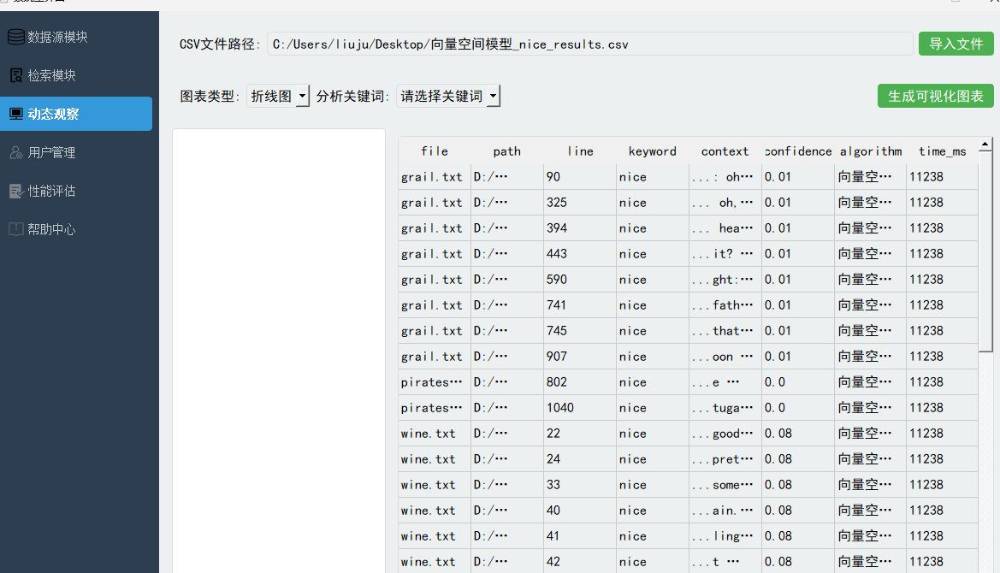 数据源模块
检索模块
动态观察
用户管理
性能评估
帮助中心
CSV文件路径: C:/Users/liuju/Desktop/向量空间模型_nice_results.csv 导入文件
图表类型: 折线图 分析关键词: 请选择关键词 生成可视化图表
file path line keyword context confidence algorithm time_ms
grail.txt D:/… 90 nice ...: oh… 0.01 向量空… 11238
grail.txt D:/… 325 nice ... oh,… 0.01 向量空… 11238
grail.txt D:/… 394 nice ... hea… 0.01 向量空… 11238
grail.txt D:/… 443 nice ...it? … 0.01 向量空… 11238
grail.txt D:/… 590 nice ...ght:… 0.01 向量空… 11238
grail.txt D:/… 741 nice ...fath… 0.01 向量空… 11238
grail.txt D:/… 745 nice ...that… 0.01 向量空… 11238
grail.txt D:/… 907 nice ...oon … 0.01 向量空… 11238
pirates… D:/… 802 nice ...e … 0.0 向量空… 11238
pirates… D:/… 1040 nice ...tuga… 0.0 向量空… 11238
wine.txt D:/… 22 nice ...good… 0.08 向量空… 11238
wine.txt D:/… 24 nice ...pret… 0.08 向量空… 11238
wine.txt D:/… 33 nice ...some… 0.08 向量空… 11238
wine.txt D:/… 40 nice ...ain.… 0.08 向量空… 11238
wine.txt D:/… 41 nice ...ling… 0.08 向量空… 11238
wine.txt D:/… 42 nice ...t … 0.08 向量空… 11238